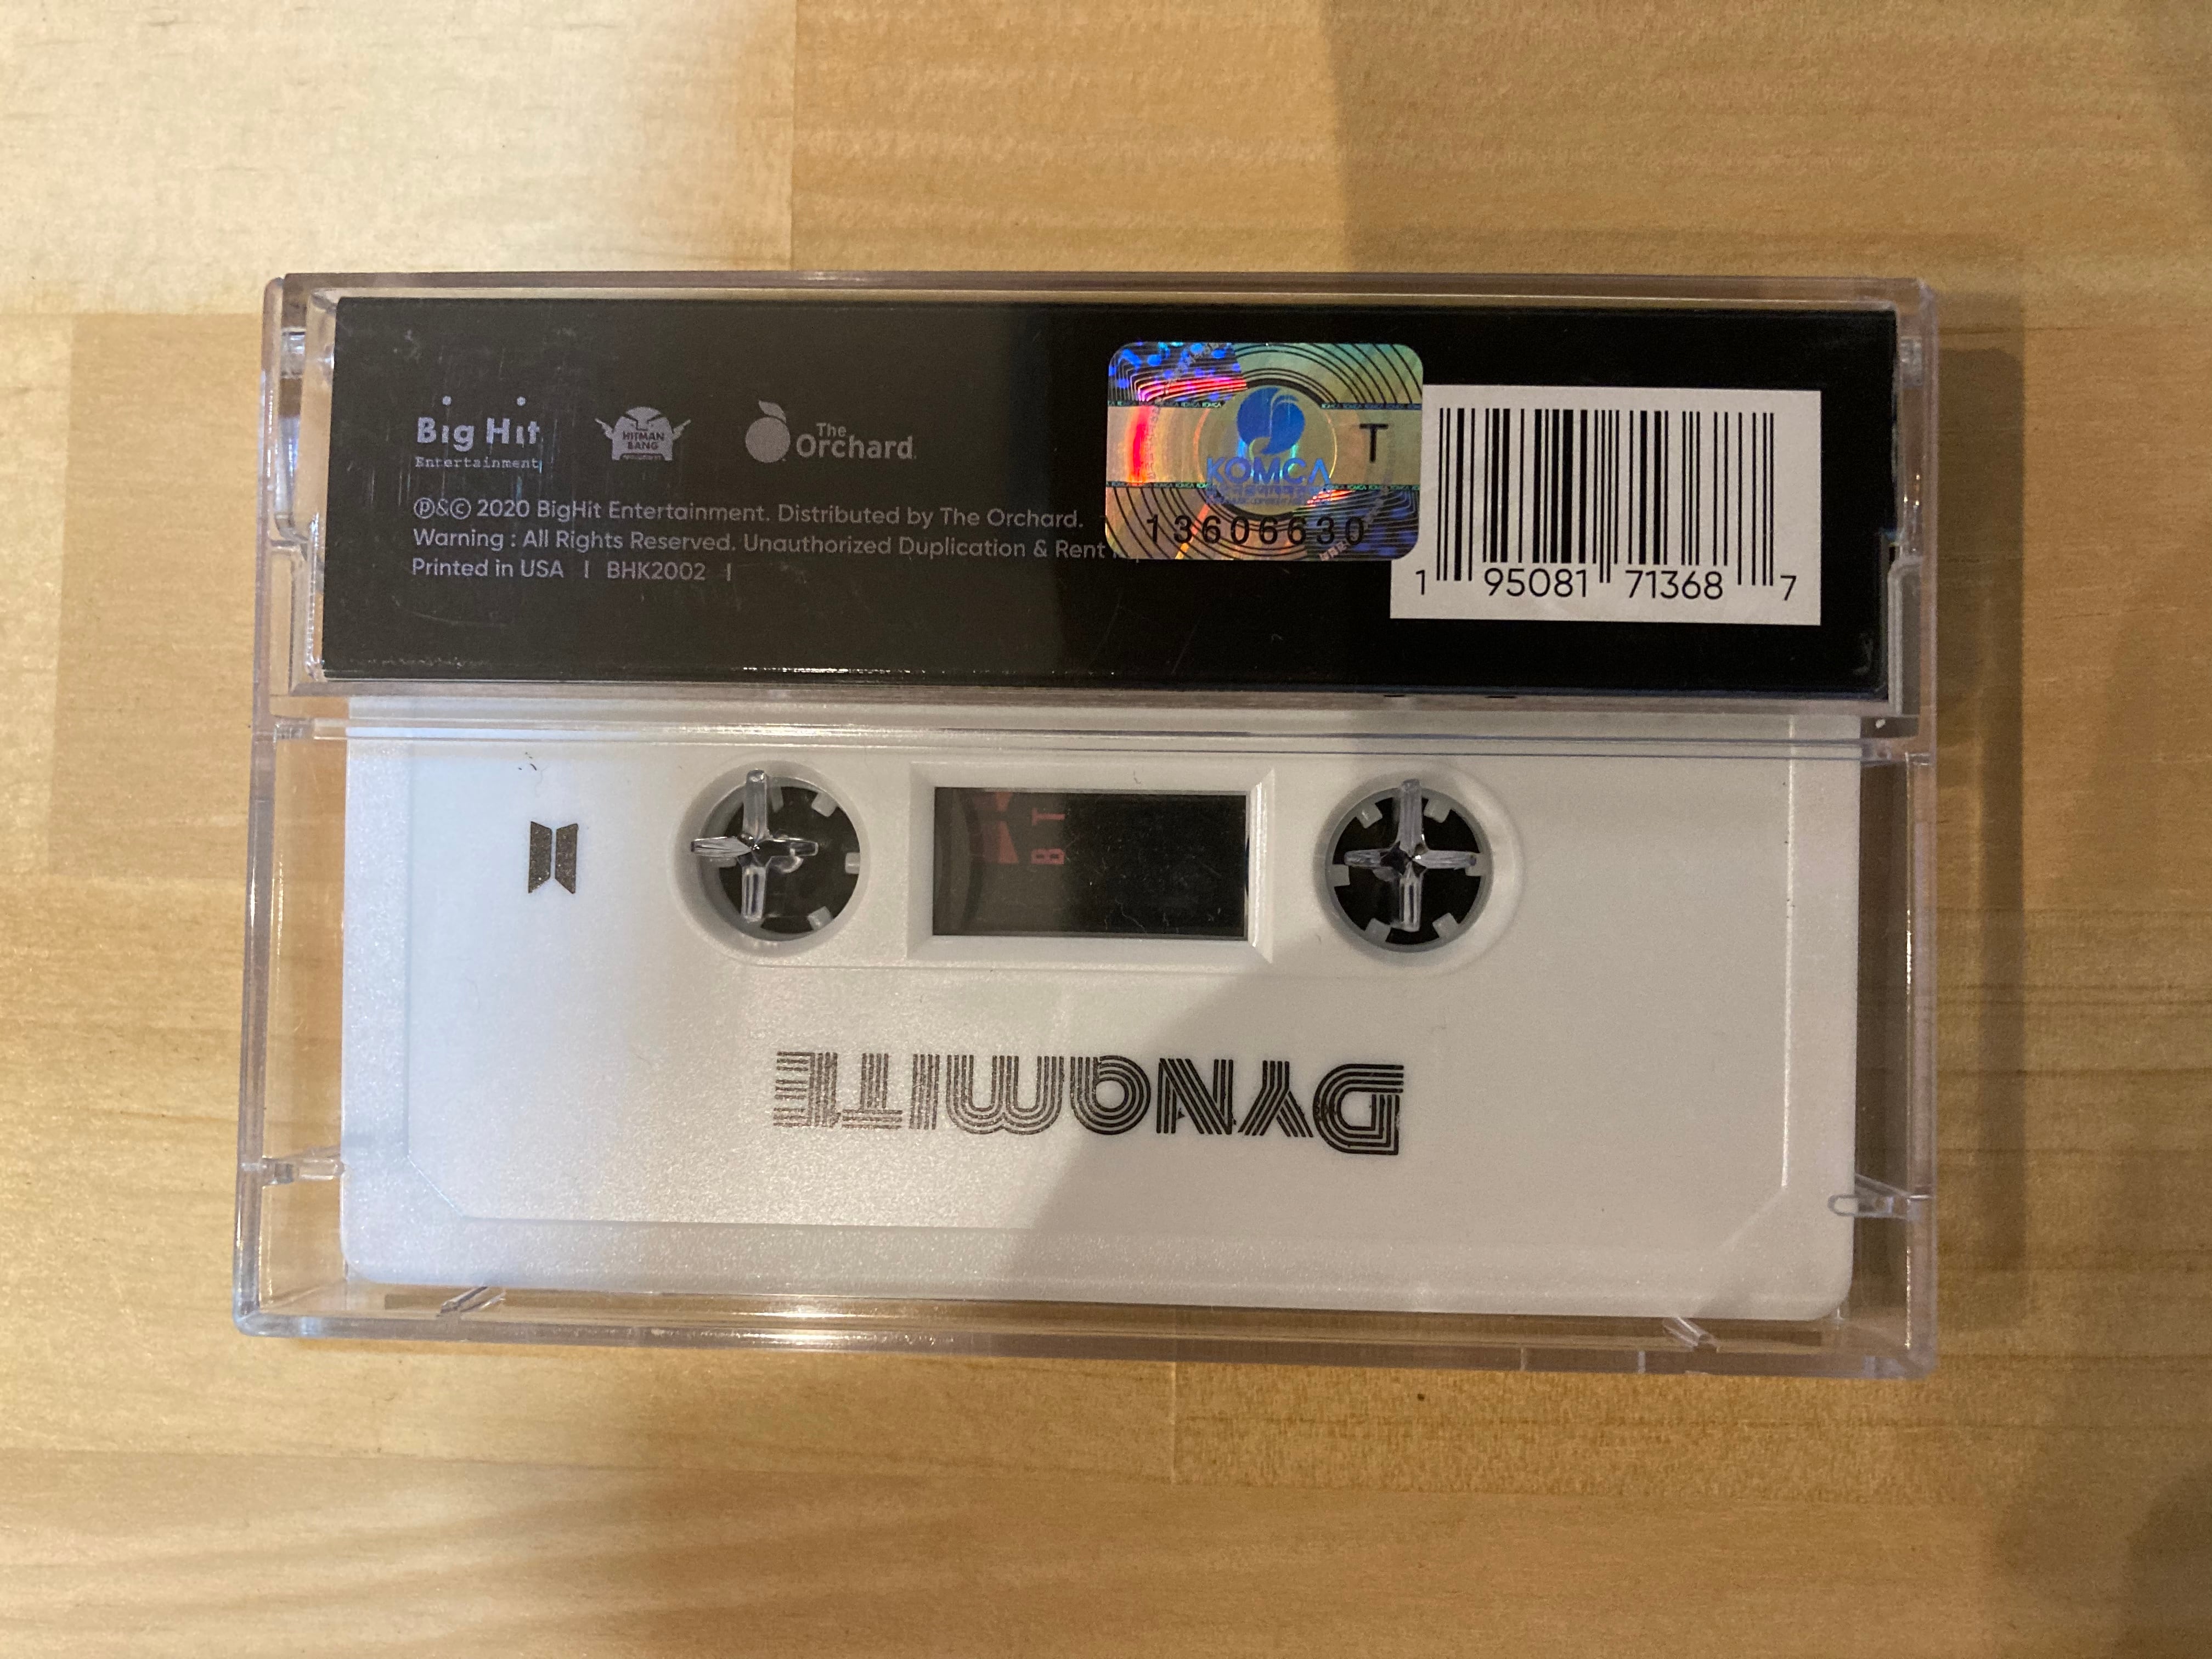 Big Hit
Entertainment
HITMAN
BANG
The
Orchard.
℗&© 2020 BigHit Entertainment. Distributed by The Orchard.
Warning : All Rights Reserved. Unauthorized Duplication & Rent
Printed in USA | BHK2002 |
KOMCA
T
13606630
1 95081 71368 7
BT
DYNAMITE